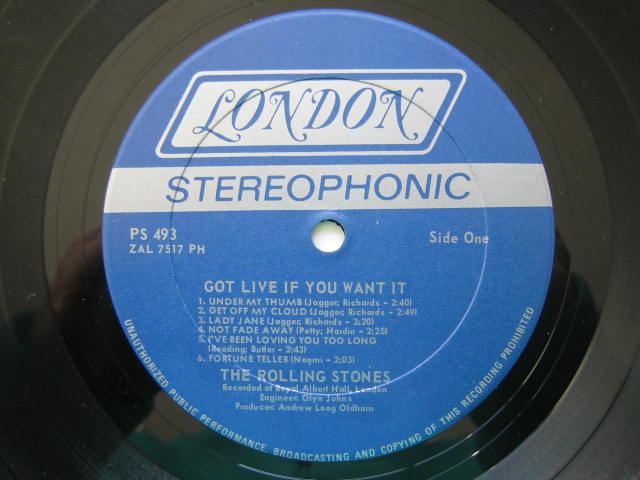 LONDON
STEREOPHONIC
PS 493
ZAL 7517 PH
Side One
GOT LIVE IF YOU WANT IT
1. UNDER MY THUMB (Jagger, Richards - 2:40)
2. GET OFF MY CLOUD (Jagger, Richards - 2:49)
3. LADY JANE (Jagger, Richards - 3:20)
4. NOT FADE AWAY (Petty; Hardin - 2:25)
5. I'VE BEEN LOVING YOU TOO LONG
(Reading; Butler - 2:43)
6. FORTUNE TELLER (Naomi - 2:03)
THE ROLLING STONES
Recorded at Royal Albert Hall, London
Engineer: Glyn Johns
Producer: Andrew Loog Oldham
UNAUTHORIZED PUBLIC PERFORMANCE, BROADCASTING AND COPYING OF THIS RECORDING PROHIBITED